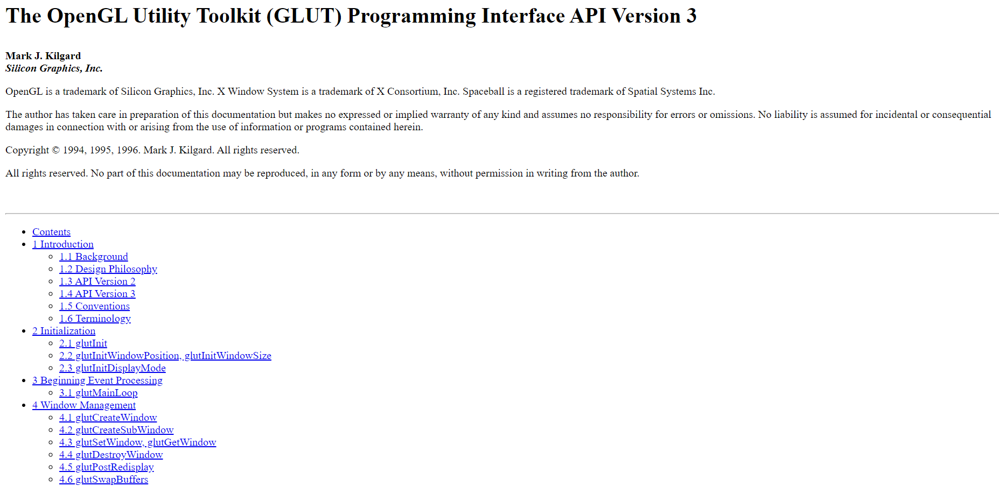 The OpenGL Utility Toolkit (GLUT) Programming Interface API Version 3
Mark J. Kilgard
Silicon Graphics, Inc.
OpenGL is a trademark of Silicon Graphics, Inc. X Window System is a trademark of X Consortium, Inc. Spaceball is a registered trademark of Spatial Systems Inc.
The author has taken care in preparation of this documentation but makes no expressed or implied warranty of any kind and assumes no responsibility for errors or omissions. No liability is assumed for incidental or consequential
damages in connection with or arising from the use of information or programs contained herein.
Copyright © 1994, 1995, 1996. Mark J. Kilgard. All rights reserved.
All rights reserved. No part of this documentation may be reproduced, in any form or by any means, without permission in writing from the author.
Contents
1 Introduction
1.1 Background
1.2 Design Philosophy
1.3 API Version 2
1.4 API Version 3
1.5 Conventions
1.6 Terminology
2 Initialization
2.1 glutInit
2.2 glutInitWindowPosition, glutInitWindowSize
2.3 glutInitDisplayMode
3 Beginning Event Processing
3.1 glutMainLoop
4 Window Management
4.1 glutCreateWindow
4.2 glutCreateSubWindow
4.3 glutSetWindow, glutGetWindow
4.4 glutDestroyWindow
4.5 glutPostRedisplay
4.6 glutSwapBuffers